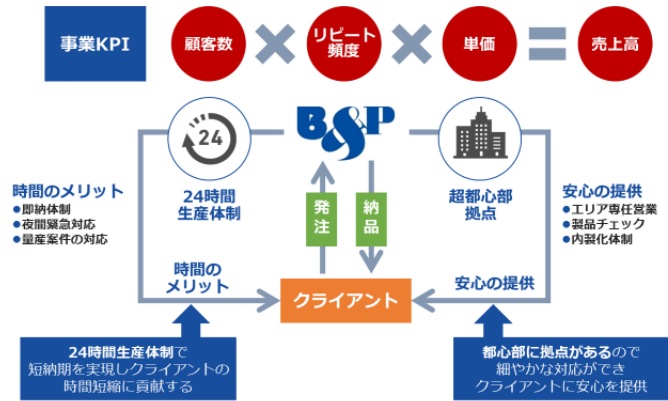 事業KPI
顧客数
リピート
頻度
単価
売上高
24
B&P
24時間
生産体制
超都心部
拠点
時間のメリット
●即納体制
●夜間緊急対応
●量産案件の対応
発注
納品
安心の提供
●エリア専任営業
●製品チェック
●内製化体制
時間の
メリット
クライアント
安心の提供
24時間生産体制で
短納期を実現しクライアントの
時間短縮に貢献する
都心部に拠点があるので
細やかな対応ができ
クライアントに安心を提供